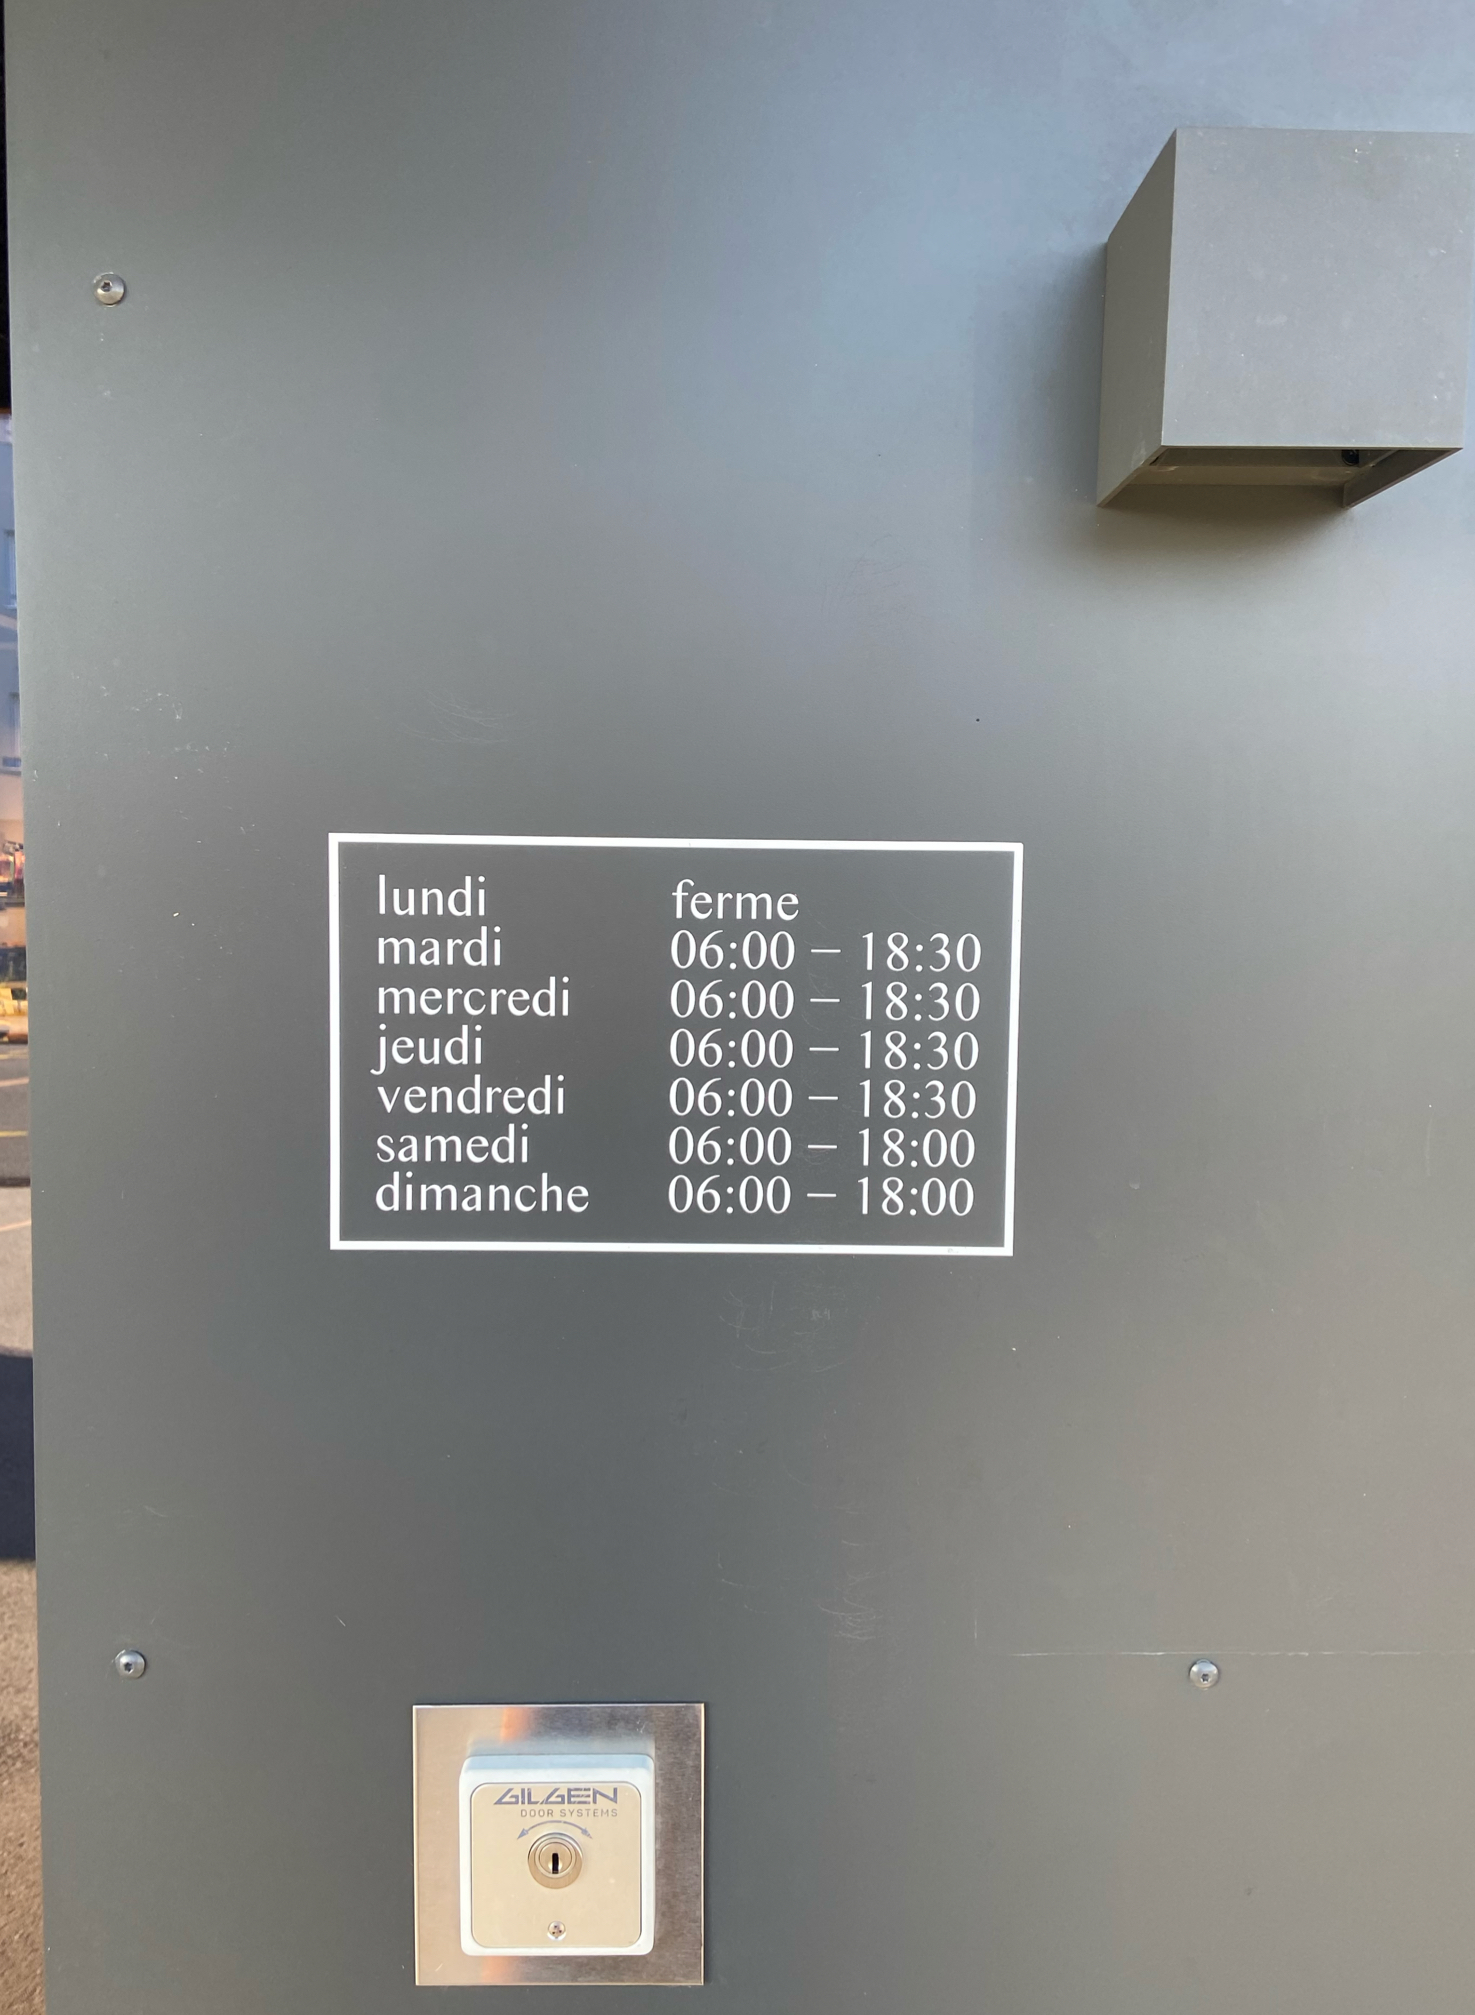 lundi ferme
mardi 06:00 – 18:30
mercredi 06:00 – 18:30
jeudi 06:00 – 18:30
vendredi 06:00 – 18:30
samedi 06:00 – 18:00
dimanche 06:00 – 18:00
GILGEN
DOOR SYSTEMS